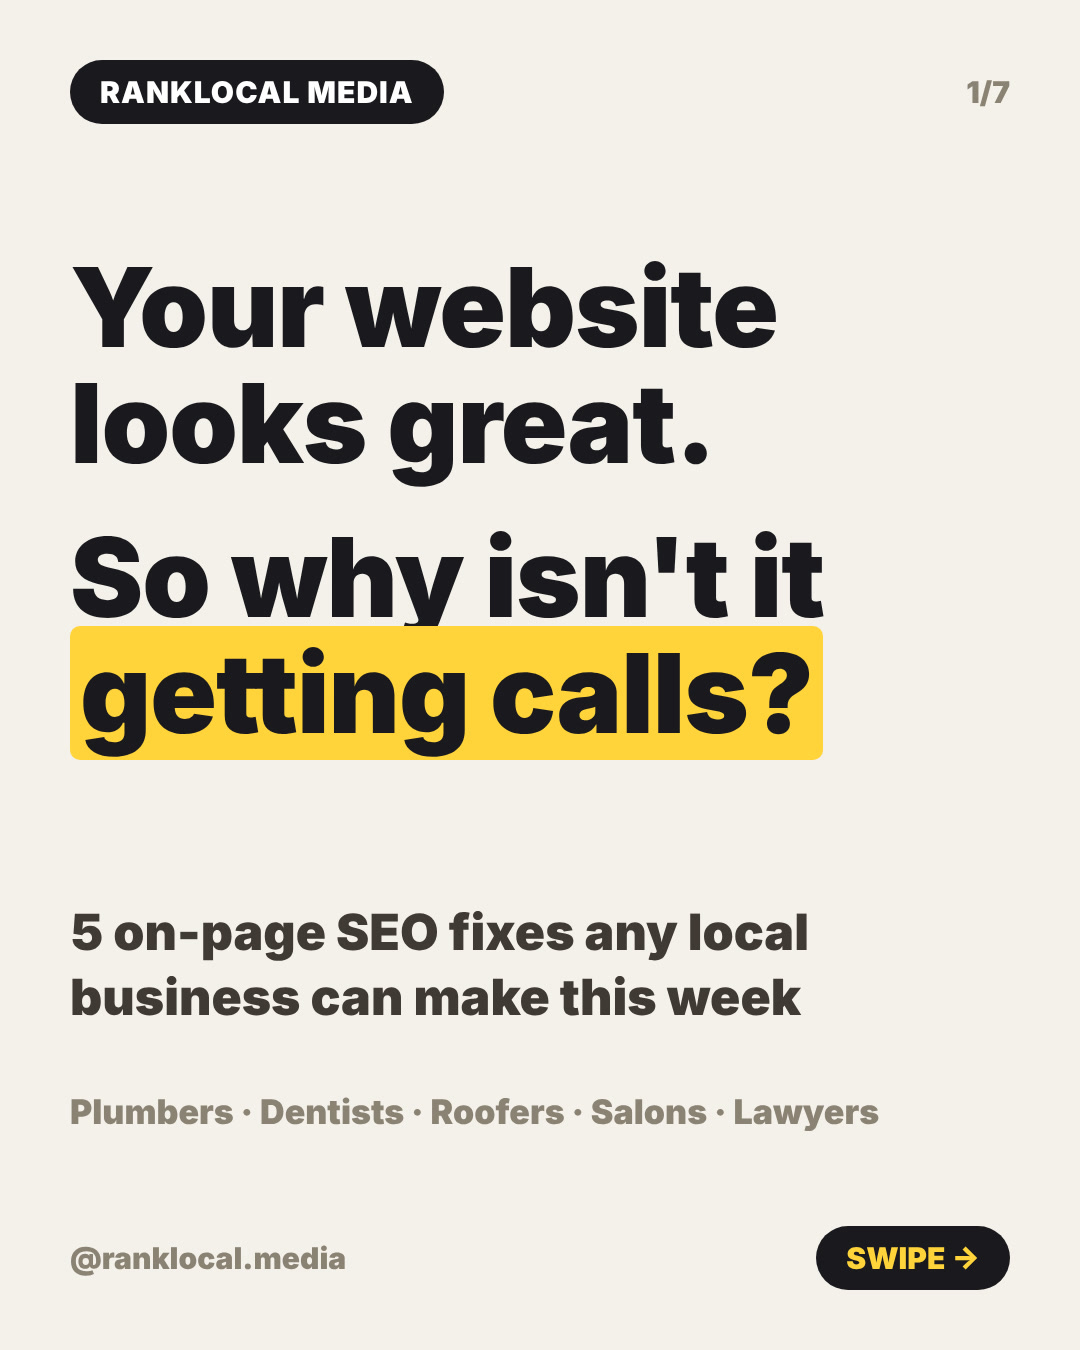 RANKLOCAL MEDIA
1/7
Your website
looks great.
So why isn't it
getting calls?
5 on-page SEO fixes any local
business can make this week
Plumbers · Dentists · Roofers · Salons · Lawyers
@ranklocal.media
SWIPE →